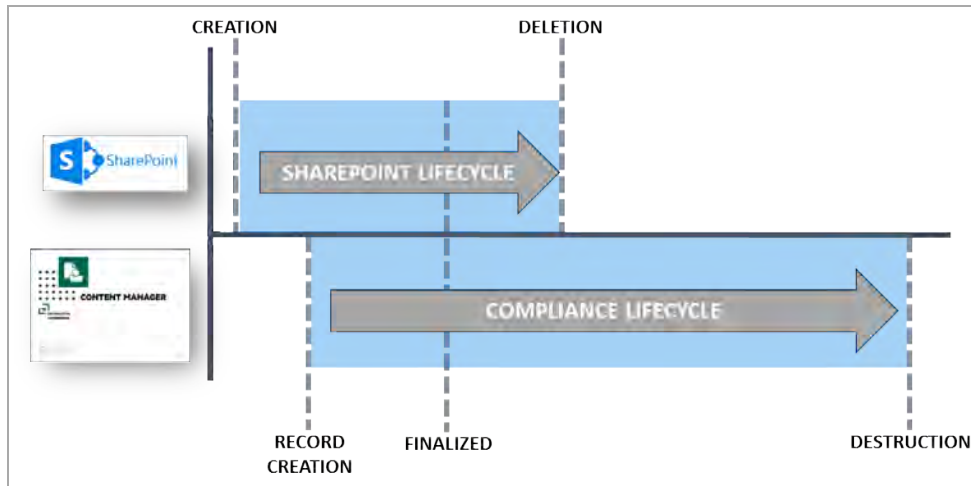 CREATION
DELETION
S
SharePoint
SHAREPOINT LIFECYCLE
CONTENT MANAGER
COMPLIANCE LIFECYCLE
RECORD
CREATION
FINALIZED
DESTRUCTION